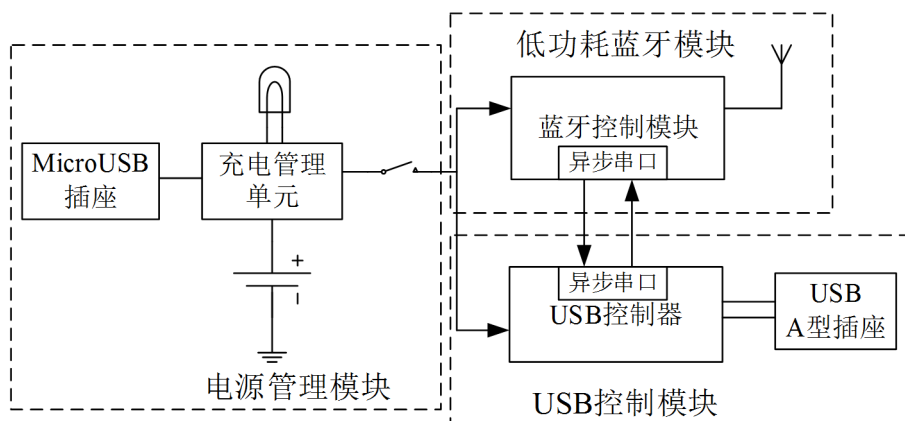 低功耗蓝牙模块
蓝牙控制模块
异步串口
MicroUSB
插座
充电管理
单元
+
异步串口
USB控制器
USB
A型插座
电源管理模块
USB控制模块